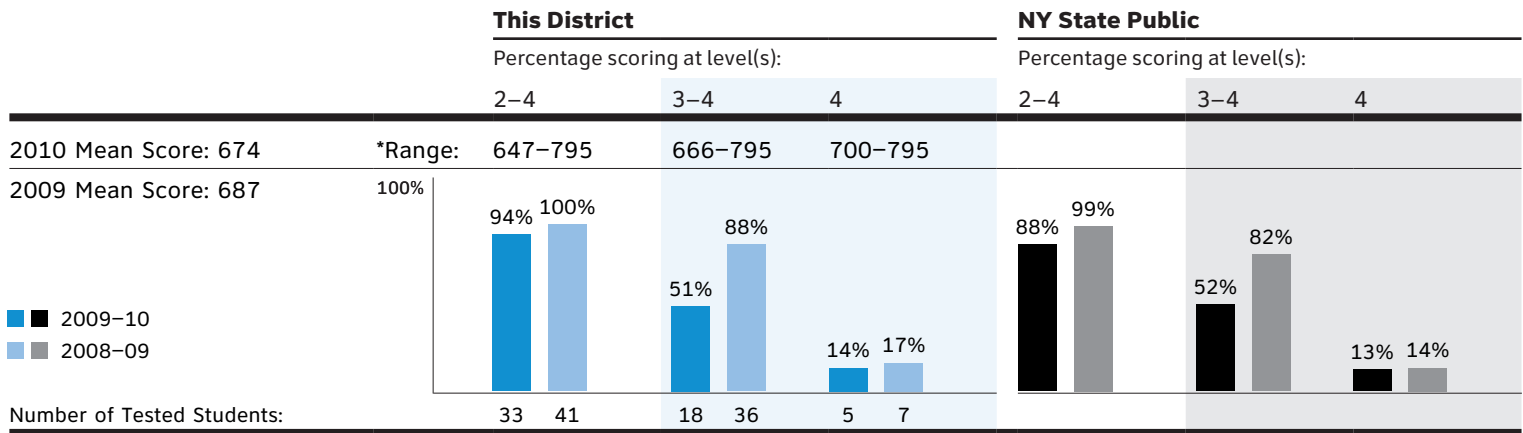 This District NY State Public
Percentage scoring at level(s): Percentage scoring at level(s):
2–4 3–4 4 2–4 3–4 4
2010 Mean Score: 674 *Range: 647–795 666–795 700–795
2009 Mean Score: 687 100%
94% 100% 88% 51% 14% 17% 88% 99% 82% 52% 13% 14%
2009–10
2008–09
Number of Tested Students: 33 41 18 36 5 7